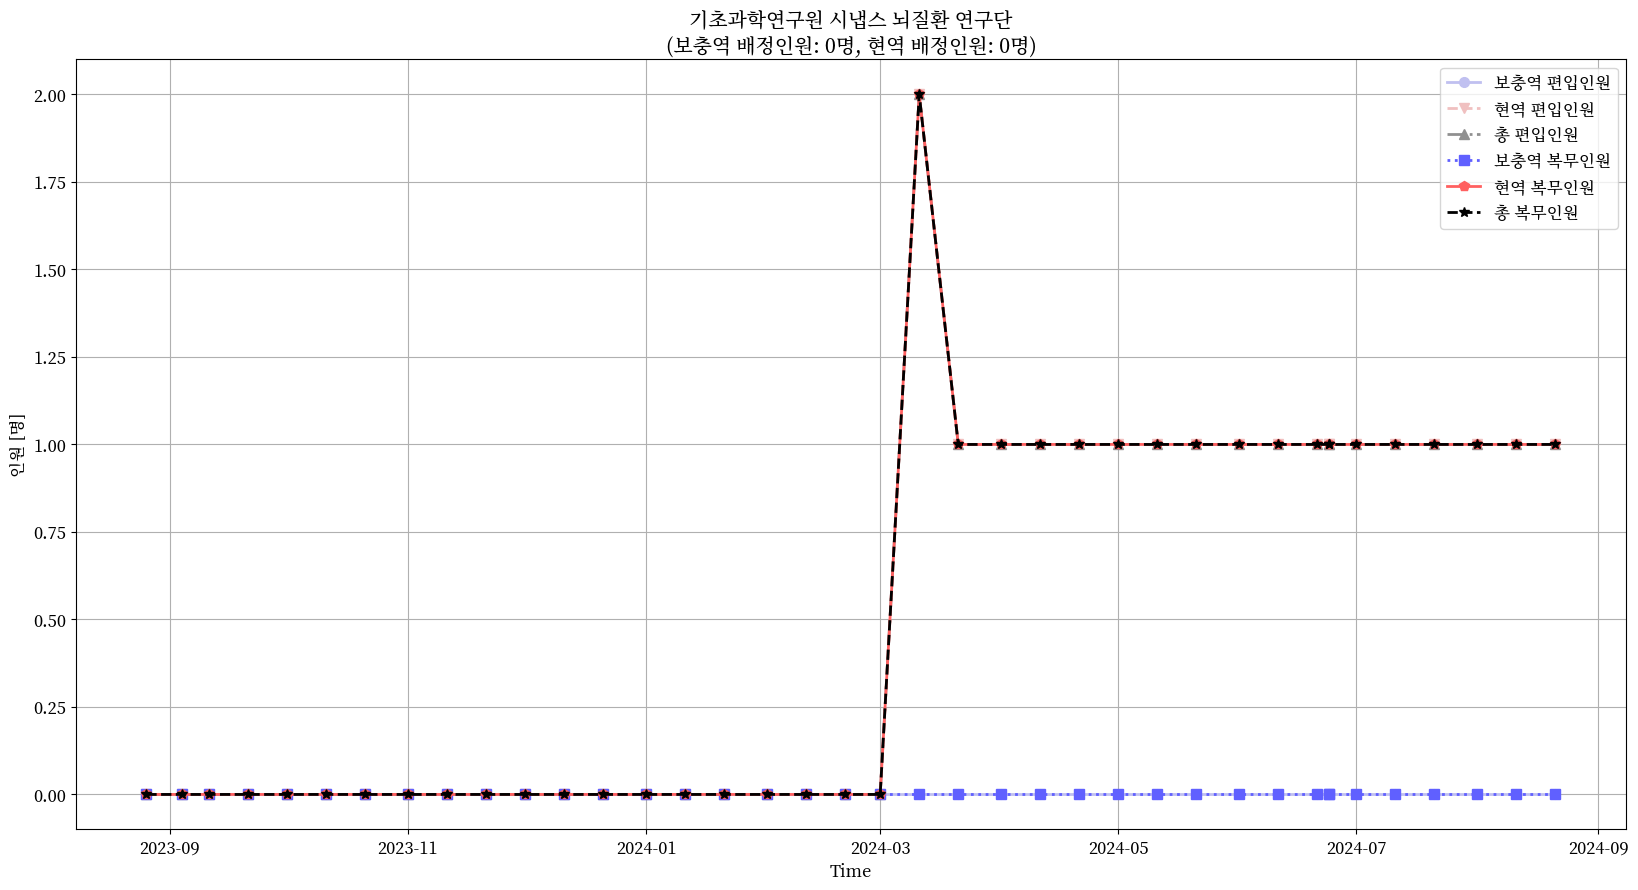 기초과학연구원 시냅스 뇌질환 연구단
(보충역 배정인원: 0명, 현역 배정인원: 0명)
보충역 편입인원
현역 편입인원
총 편입인원
보충역 복무인원
현역 복무인원
총 복무인원
2.00
1.75
1.50
1.25
1.00
0.75
0.50
0.25
0.00
인원 [명]
2023-09
2023-11
2024-01
2024-03
2024-05
2024-07
2024-09
Time